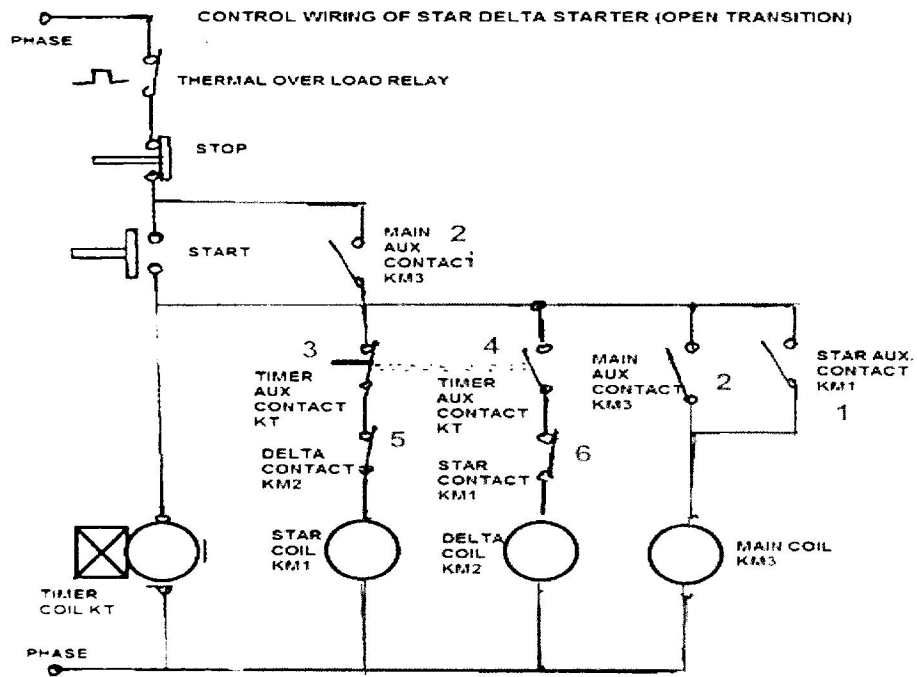 CONTROL WIRING OF STAR DELTA STARTER (OPEN TRANSITION)
PHASE
THERMAL OVER LOAD RELAY
STOP
START
MAIN
AUX
CONTACT
KM3
2
3
TIMER
AUX
CONTACT
KT
4
TIMER
AUX
CONTACT
KT
MAIN
AUX
CONTACT
KM3
2
STAR AUX.
CONTACT
KM1
1
5
DELTA
CONTACT
KM2
6
STAR
CONTACT
KM1
TIMER
COIL KT
STAR
COIL
KM1
DELTA
COIL
KM2
MAIN COIL
KM3
PHASE